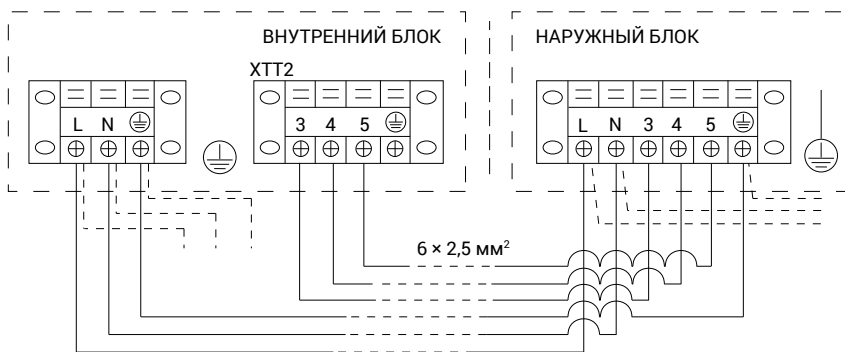 ВНУТРЕННИЙ БЛОК
НАРУЖНЫЙ БЛОК
XTT2
L N
3 4 5
L N 3 4 5
6 × 2,5 мм²